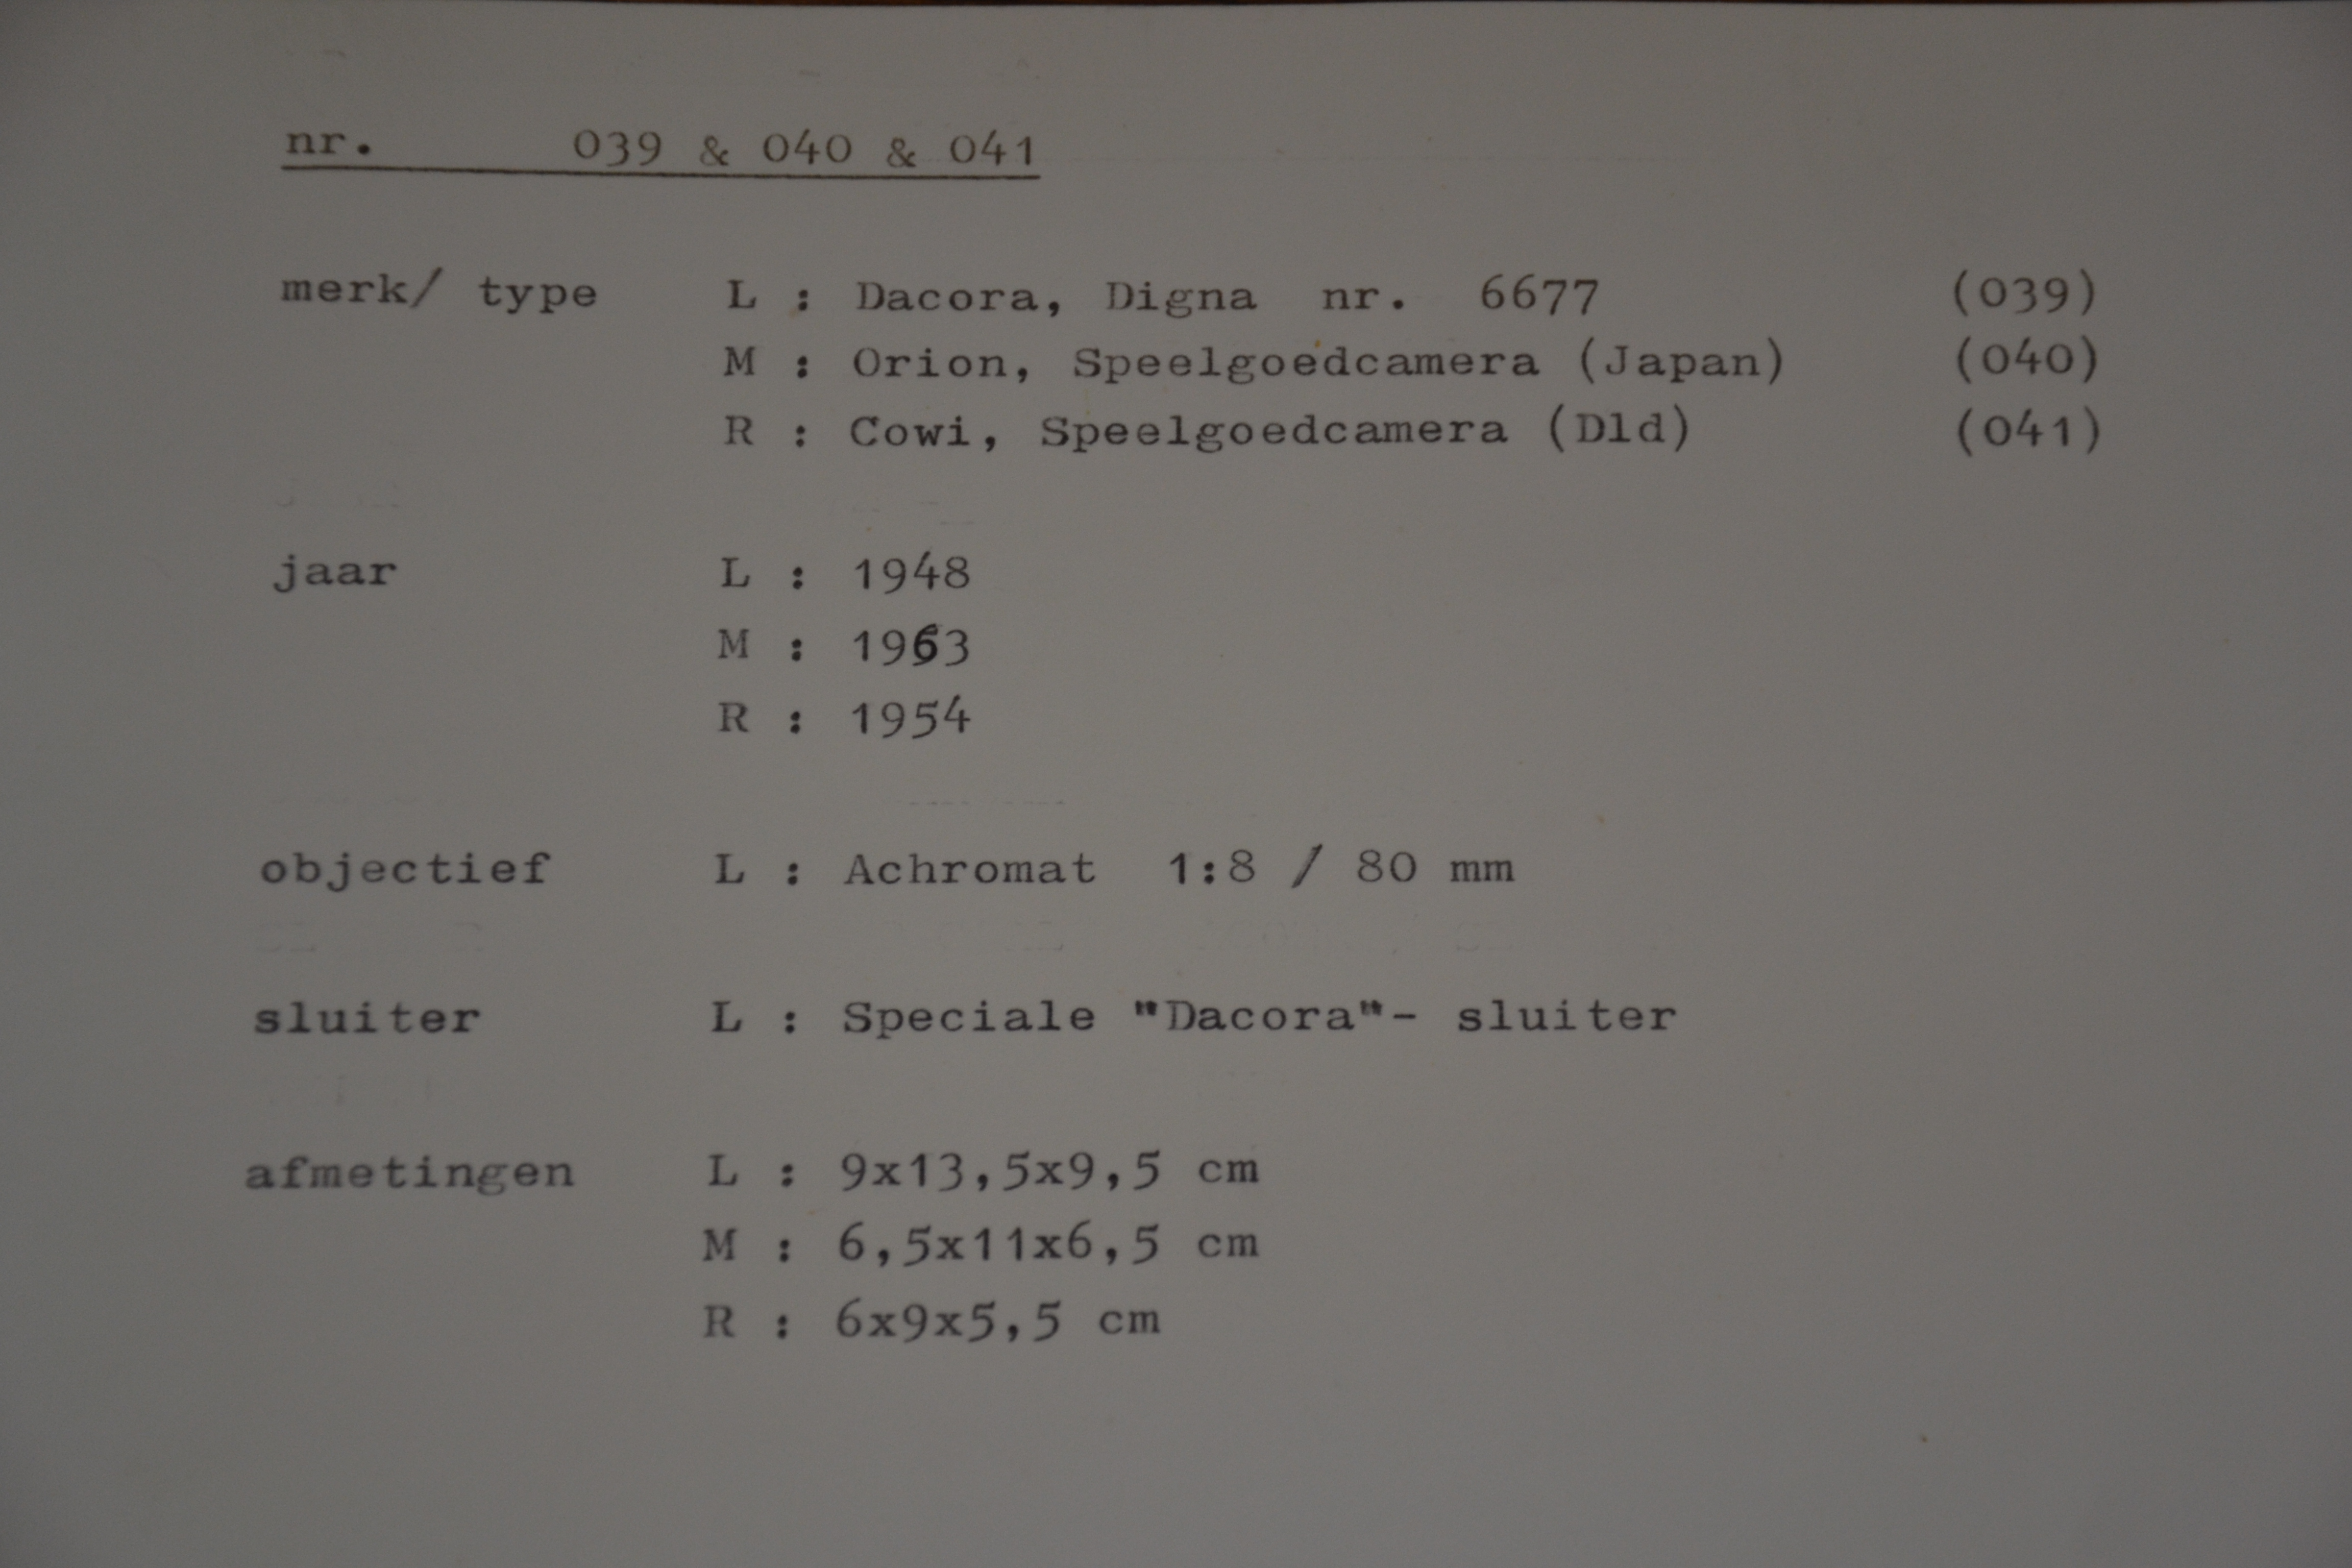 nr. 039 & 040 & 041
merk/ type L : Dacora, Digna nr. 6677 (039)
M : Orion, Speelgoedcamera (Japan) (040)
R : Cowi, Speelgoedcamera (Dld) (041)
jaar L : 1948
M : 1963
R : 1954
objectief L : Achromat 1:8 / 80 mm
sluiter L : Speciale "Dacora"- sluiter
afmetingen L : 9x13,5x9,5 cm
M : 6,5x11x6,5 cm
R : 6x9x5,5 cm